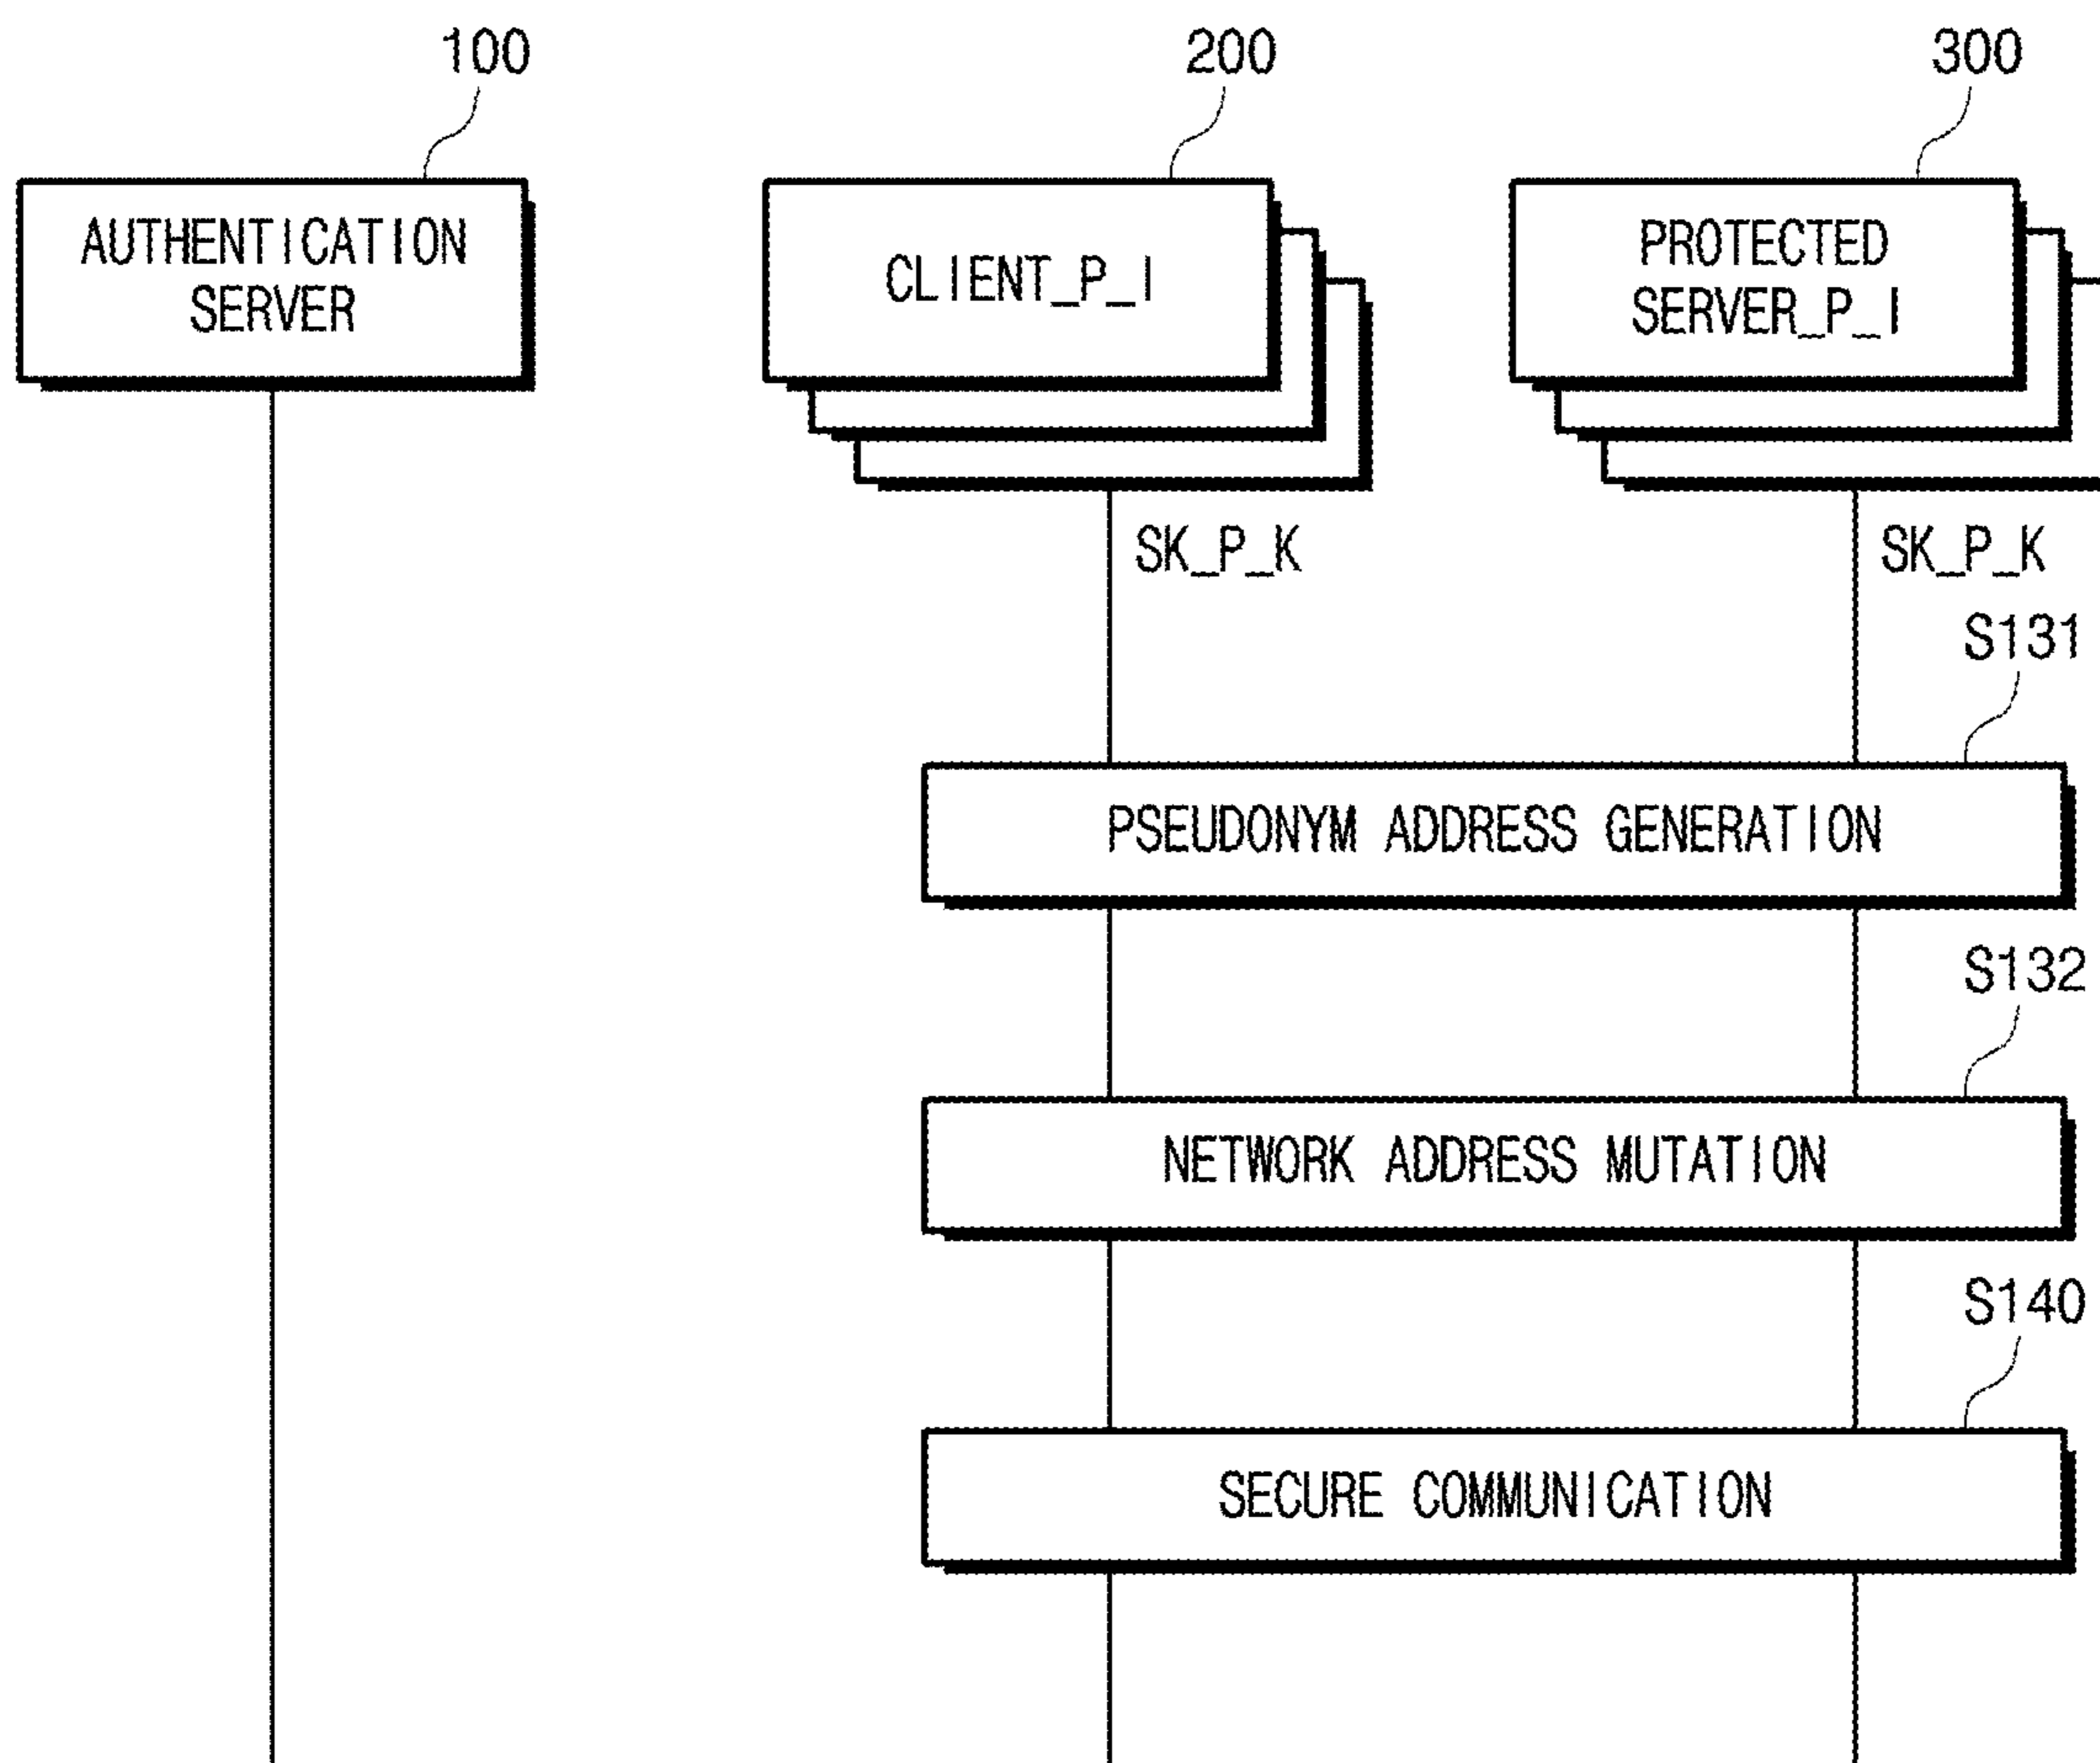 100
200
300
AUTHENTICATION
SERVER
CLIENT_P_I
PROTECTED
SERVER_P_I
SK_P_K
SK_P_K
S131
PSEUDONYM ADDRESS GENERATION
S132
NETWORK ADDRESS MUTATION
S140
SECURE COMMUNICATION